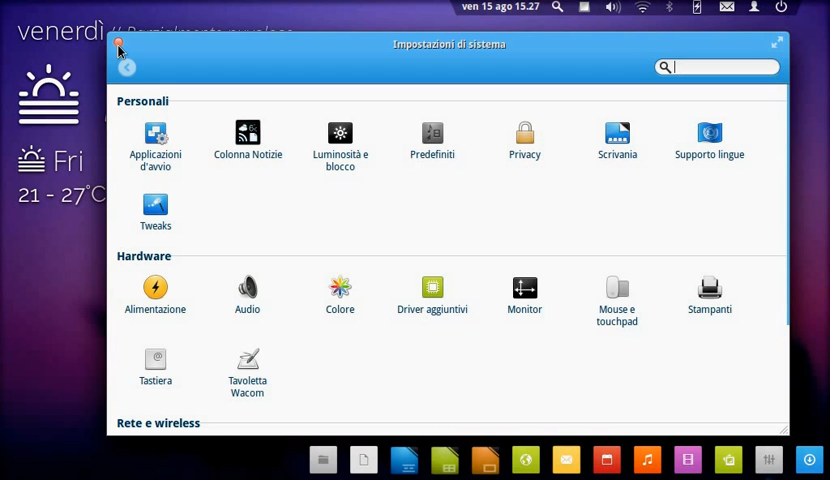 ven 15 ago 15.27
venerdì // Parzialmente nuvoloso
Impostazioni di sistema
Personali
Applicazioni d'avvio
Colonna Notizie
Luminosità e blocco
Predefiniti
Privacy
Scrivania
Supporto lingue
Tweaks
Fri
21 - 27°C
Hardware
Alimentazione
Audio
Colore
Driver aggiuntivi
Monitor
Mouse e touchpad
Stampanti
Tastiera
Tavoletta Wacom
Rete e wireless